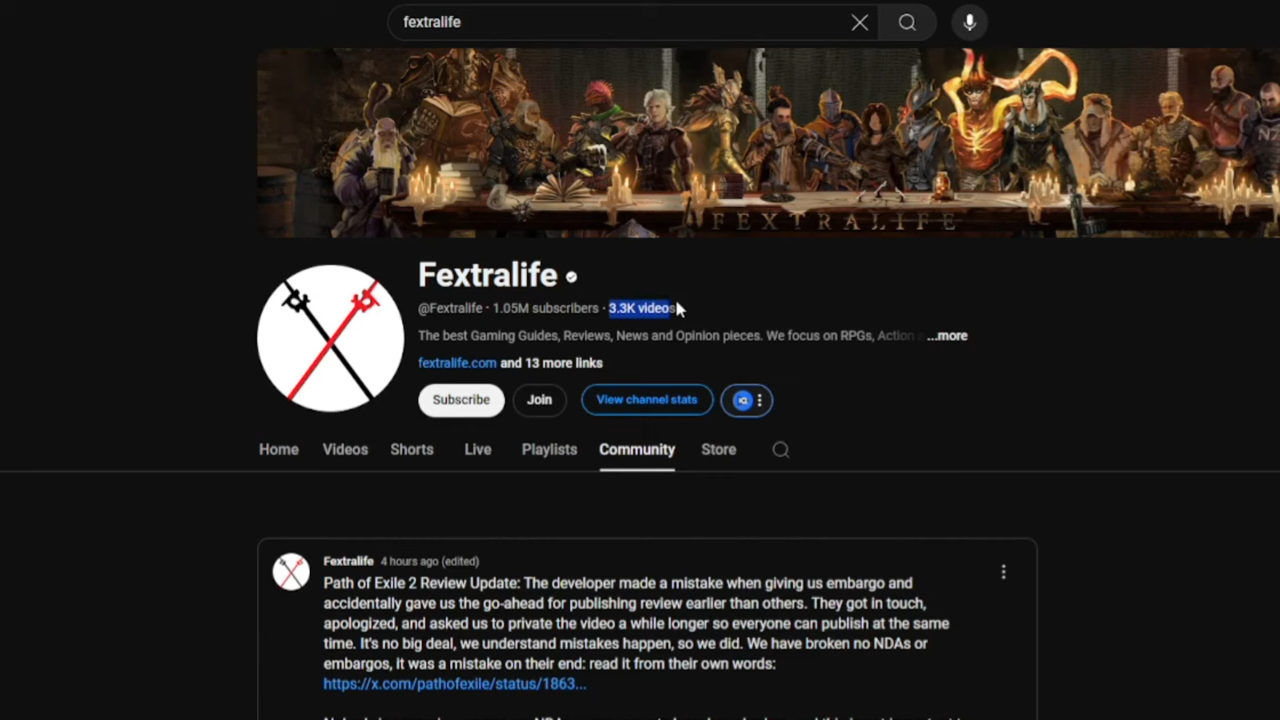 fextralife
FEXTRALIFE
Fextralife
@Fextralife · 1.05M subscribers · 3.3K videos
The best Gaming Guides, Reviews, News and Opinion pieces. We focus on RPGs, Action ...more
fextralife.com and 13 more links
Subscribe Join View channel stats
Home Videos Shorts Live Playlists Community Store
Fextralife 4 hours ago (edited)
Path of Exile 2 Review Update: The developer made a mistake when giving us embargo and
accidentally gave us the go-ahead for publishing review earlier than others. They got in touch,
apologized, and asked us to private the video a while longer so everyone can publish at the same
time. It's no big deal, we understand mistakes happen, so we did. We have broken no NDAs or
embargos, it was a mistake on their end: read it from their own words:
https://x.com/pathofexile/status/1863...